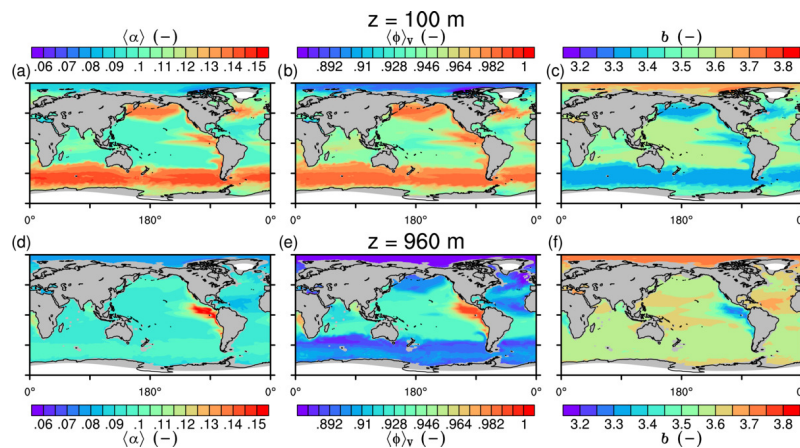 z = 100 m
⟨α⟩ (−) ⟨ϕ⟩ᵥ (−) b (−)
.06 .07 .08 .09 .1 .11 .12 .13 .14 .15 .892 .91 .928 .946 .964 .982 1 3.2 3.3 3.4 3.5 3.6 3.7 3.8
(a) (b) (c)
0° 180° 0° 180° 0° 180° 0°
(d) (e) z = 960 m (f)
0° 180° 0° 180° 0° 180° 0°
.06 .07 .08 .09 .1 .11 .12 .13 .14 .15 .892 .91 .928 .946 .964 .982 1 3.2 3.3 3.4 3.5 3.6 3.7 3.8
⟨α⟩ (−) ⟨ϕ⟩ᵥ (−) b (−)